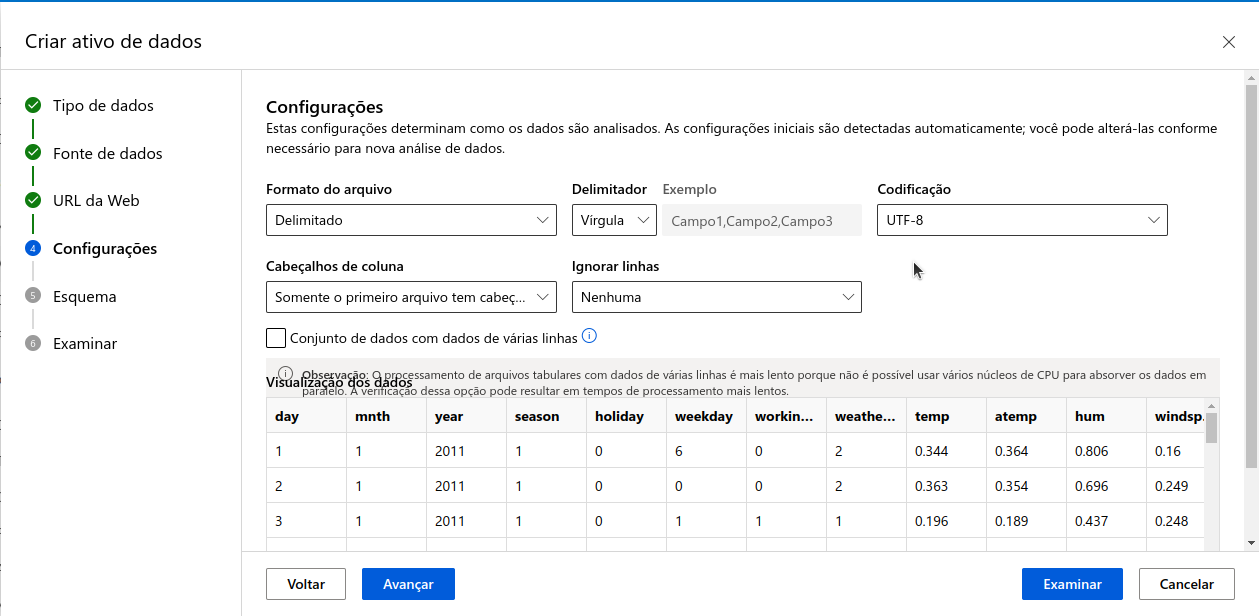 Criar ativo de dados
Tipo de dados
Fonte de dados
URL da Web
4 Configurações
5 Esquema
6 Examinar
Configurações
Estas configurações determinam como os dados são analisados. As configurações iniciais são detectadas automaticamente; você pode alterá-las conforme
necessário para nova análise de dados.
Formato do arquivo Delimitador Exemplo Codificação
Delimitado Vírgula Campo1,Campo2,Campo3 UTF-8
Cabeçalhos de coluna Ignorar linhas
Somente o primeiro arquivo tem cabeç... Nenhuma
Conjunto de dados com dados de várias linhas
Observação: O processamento de arquivos tabulares com dados de várias linhas é mais lento porque não é possível usar vários núcleos de CPU para absorver os dados em
paralelo. A verificação dessa opção pode resultar em tempos de processamento mais lentos.
Visualização dos dados
day mnth year season holiday weekday workin... weathe... temp atemp hum windsp.
1 1 2011 1 0 6 0 2 0.344 0.364 0.806 0.16
2 1 2011 1 0 0 0 2 0.363 0.354 0.696 0.249
3 1 2011 1 0 1 1 1 0.196 0.189 0.437 0.248
Voltar Avançar Examinar Cancelar